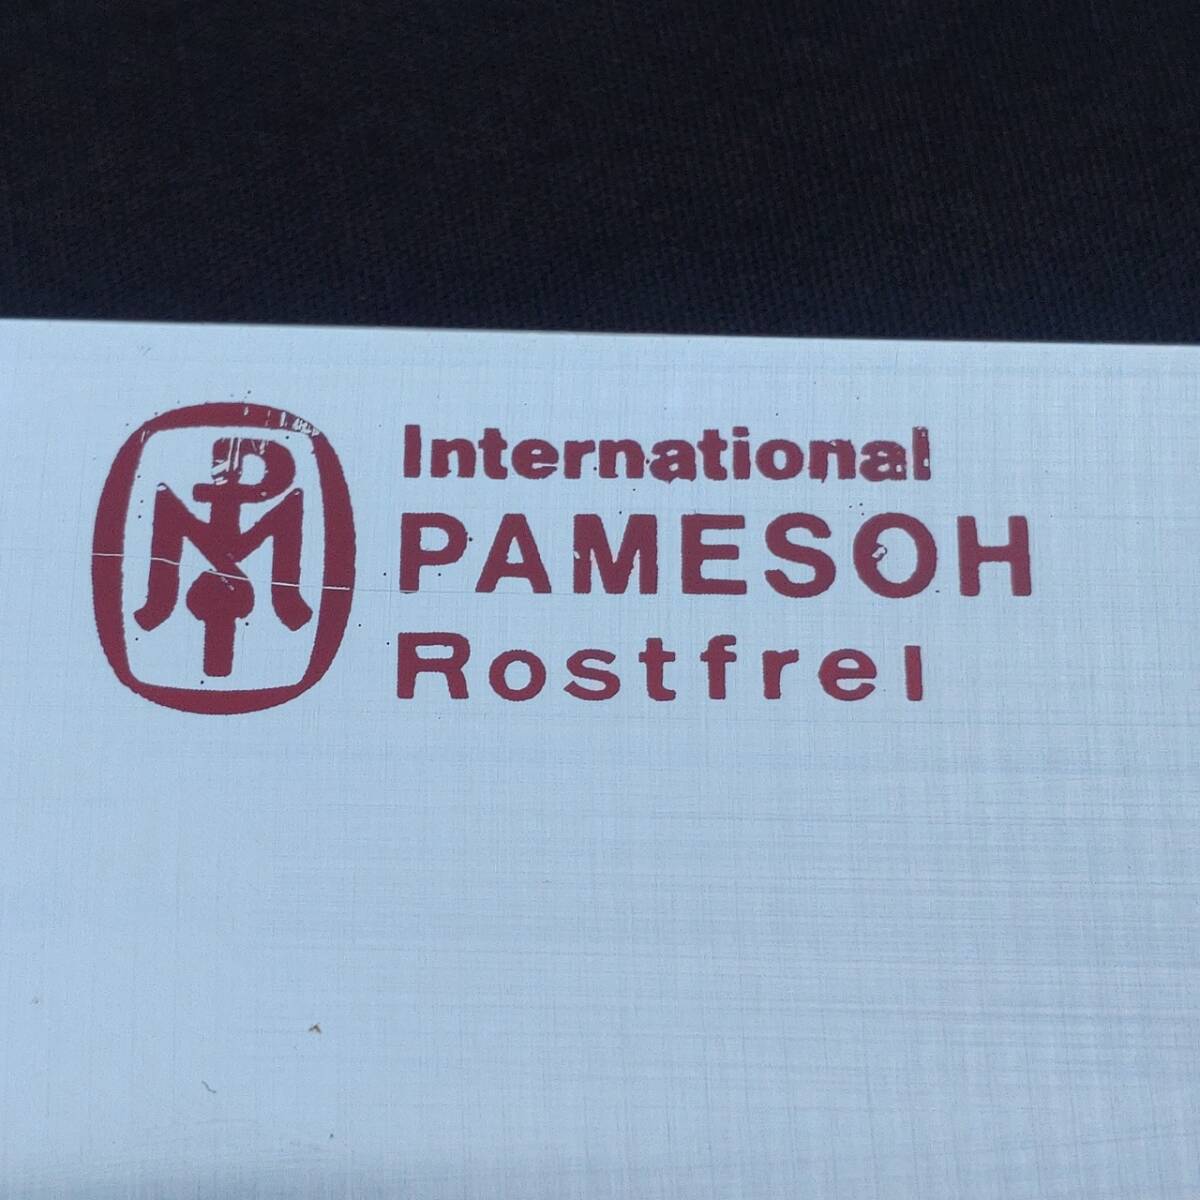 International
PAMESOH
Rostfrei